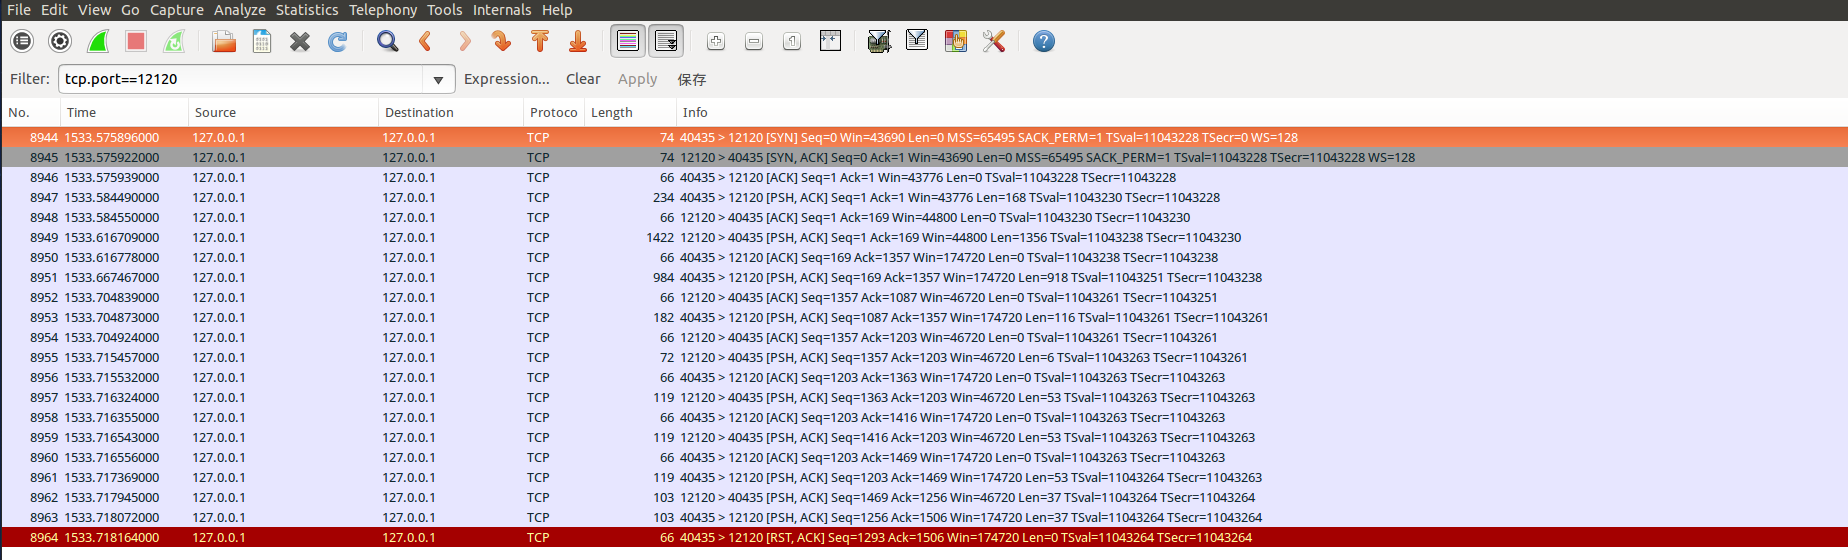 File Edit View Go Capture Analyze Statistics Telephony Tools Internals Help
Filter: tcp.port==12120 Expression... Clear Apply 保存
No. Time Source Destination Protoco Length Info
8944 1533.575896000 127.0.0.1 127.0.0.1 TCP 74 40435 > 12120 [SYN] Seq=0 Win=43690 Len=0 MSS=65495 SACK_PERM=1 TSval=11043228 TSecr=0 WS=128
8945 1533.575922000 127.0.0.1 127.0.0.1 TCP 74 12120 > 40435 [SYN, ACK] Seq=0 Ack=1 Win=43690 Len=0 MSS=65495 SACK_PERM=1 TSval=11043228 TSecr=11043228 WS=128
8946 1533.575939000 127.0.0.1 127.0.0.1 TCP 66 40435 > 12120 [ACK] Seq=1 Ack=1 Win=43776 Len=0 TSval=11043228 TSecr=11043228
8947 1533.584490000 127.0.0.1 127.0.0.1 TCP 234 40435 > 12120 [PSH, ACK] Seq=1 Ack=1 Win=43776 Len=168 TSval=11043230 TSecr=11043228
8948 1533.584550000 127.0.0.1 127.0.0.1 TCP 66 12120 > 40435 [ACK] Seq=1 Ack=169 Win=44800 Len=0 TSval=11043230 TSecr=11043230
8949 1533.616709000 127.0.0.1 127.0.0.1 TCP 1422 12120 > 40435 [PSH, ACK] Seq=1 Ack=169 Win=44800 Len=1356 TSval=11043238 TSecr=11043230
8950 1533.616778000 127.0.0.1 127.0.0.1 TCP 66 40435 > 12120 [ACK] Seq=169 Ack=1357 Win=174720 Len=0 TSval=11043238 TSecr=11043238
8951 1533.667467000 127.0.0.1 127.0.0.1 TCP 984 40435 > 12120 [PSH, ACK] Seq=169 Ack=1357 Win=174720 Len=918 TSval=11043251 TSecr=11043238
8952 1533.704839000 127.0.0.1 127.0.0.1 TCP 66 12120 > 40435 [ACK] Seq=1357 Ack=1087 Win=46720 Len=0 TSval=11043261 TSecr=11043251
8953 1533.704873000 127.0.0.1 127.0.0.1 TCP 182 40435 > 12120 [PSH, ACK] Seq=1087 Ack=1357 Win=174720 Len=116 TSval=11043261 TSecr=11043261
8954 1533.704924000 127.0.0.1 127.0.0.1 TCP 66 12120 > 40435 [ACK] Seq=1357 Ack=1203 Win=46720 Len=0 TSval=11043261 TSecr=11043261
8955 1533.715457000 127.0.0.1 127.0.0.1 TCP 72 12120 > 40435 [PSH, ACK] Seq=1357 Ack=1203 Win=46720 Len=6 TSval=11043263 TSecr=11043261
8956 1533.715532000 127.0.0.1 127.0.0.1 TCP 66 40435 > 12120 [ACK] Seq=1203 Ack=1363 Win=174720 Len=0 TSval=11043263 TSecr=11043263
8957 1533.716324000 127.0.0.1 127.0.0.1 TCP 119 12120 > 40435 [PSH, ACK] Seq=1363 Ack=1203 Win=46720 Len=53 TSval=11043263 TSecr=11043263
8958 1533.716355000 127.0.0.1 127.0.0.1 TCP 66 40435 > 12120 [ACK] Seq=1203 Ack=1416 Win=174720 Len=0 TSval=11043263 TSecr=11043263
8959 1533.716543000 127.0.0.1 127.0.0.1 TCP 119 12120 > 40435 [PSH, ACK] Seq=1416 Ack=1203 Win=46720 Len=53 TSval=11043263 TSecr=11043263
8960 1533.716556000 127.0.0.1 127.0.0.1 TCP 66 40435 > 12120 [ACK] Seq=1203 Ack=1469 Win=174720 Len=0 TSval=11043263 TSecr=11043263
8961 1533.717369000 127.0.0.1 127.0.0.1 TCP 119 40435 > 12120 [PSH, ACK] Seq=1203 Ack=1469 Win=174720 Len=53 TSval=11043264 TSecr=11043263
8962 1533.717945000 127.0.0.1 127.0.0.1 TCP 103 12120 > 40435 [PSH, ACK] Seq=1469 Ack=1256 Win=46720 Len=37 TSval=11043264 TSecr=11043264
8963 1533.718072000 127.0.0.1 127.0.0.1 TCP 103 40435 > 12120 [PSH, ACK] Seq=1256 Ack=1506 Win=174720 Len=37 TSval=11043264 TSecr=11043264
8964 1533.718164000 127.0.0.1 127.0.0.1 TCP 66 40435 > 12120 [RST, ACK] Seq=1293 Ack=1506 Win=174720 Len=0 TSval=11043264 TSecr=11043264